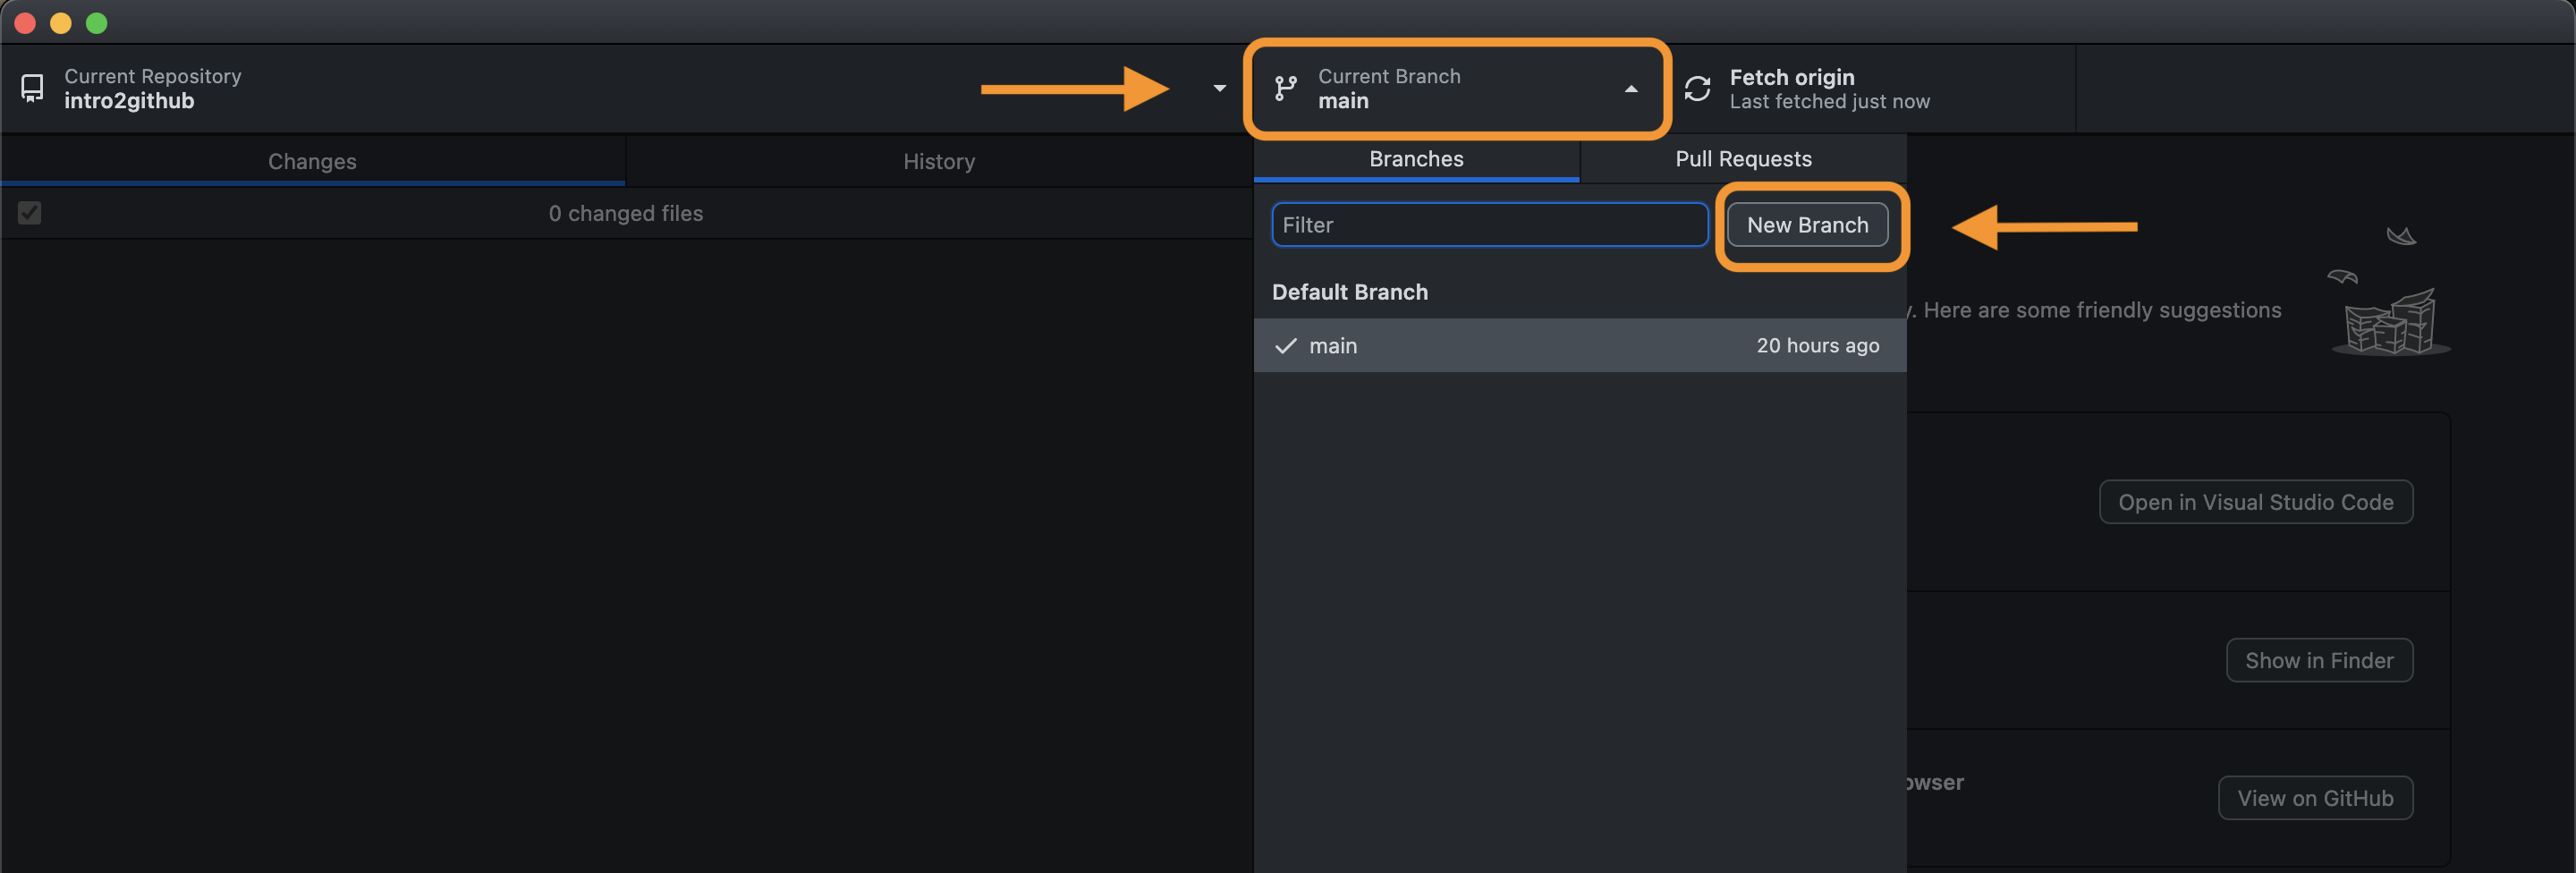 Current Repository
intro2github
Current Branch
main
Fetch origin
Last fetched just now
Changes
History
Branches
Pull Requests
0 changed files
Filter
New Branch
Default Branch
main
20 hours ago
. Here are some friendly suggestions
Open in Visual Studio Code
Show in Finder
owser
View on GitHub